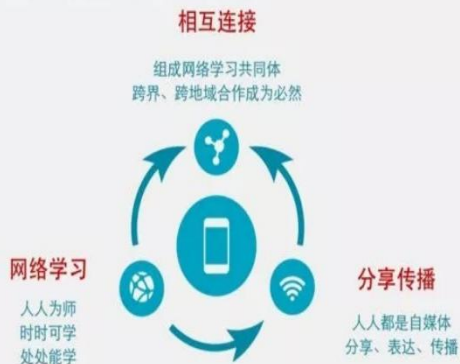 相互连接
组成网络学习共同体
跨界、跨地域合作成为必然
网络学习
人人为师
时时可学
处处能学
分享传播
人人都是自媒体
分享、表达、传播